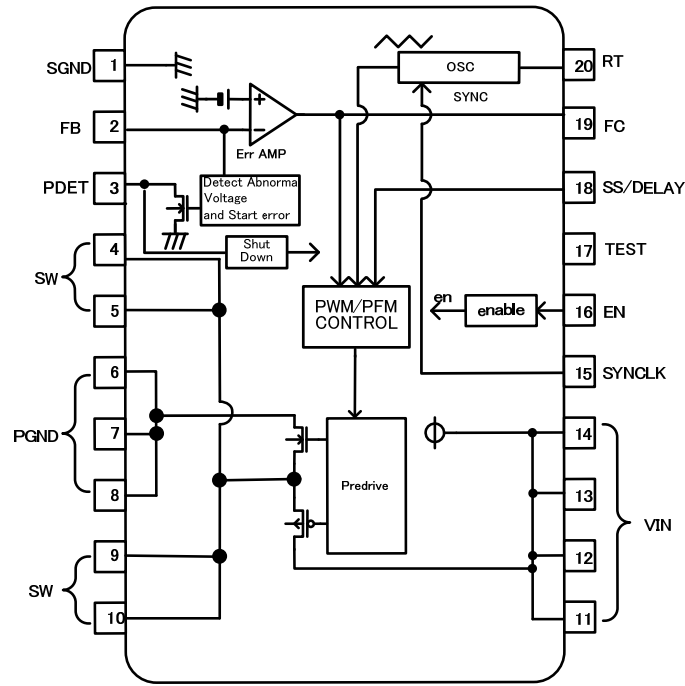 SGND 1
FB 2
PDET 3
4
SW
5
6
PGND 7
8
9
SW
10
+
−
Err AMP
Detect Abnorma
Voltage
and Start error
Shut
Down
OSC
SYNC
PWM/PFM
CONTROL
en
enable
Predrive
20 RT
19 FC
18 SS/DELAY
17 TEST
16 EN
15 SYNCLK
14
13
VIN
12
11